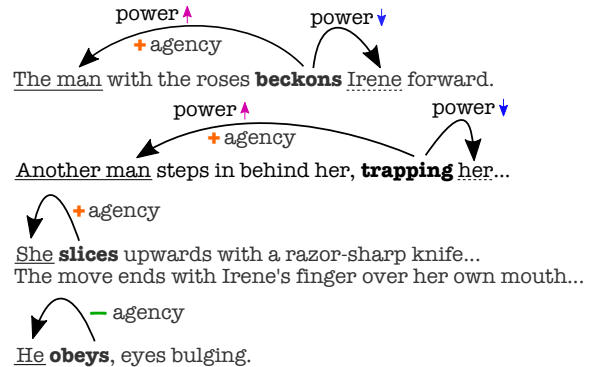 power power
+ agency
The man with the roses beckons Irene forward.
power power
+ agency
Another man steps in behind her, trapping her...
+ agency
She slices upwards with a razor-sharp knife...
The move ends with Irene's finger over her own mouth...
− agency
He obeys, eyes bulging.